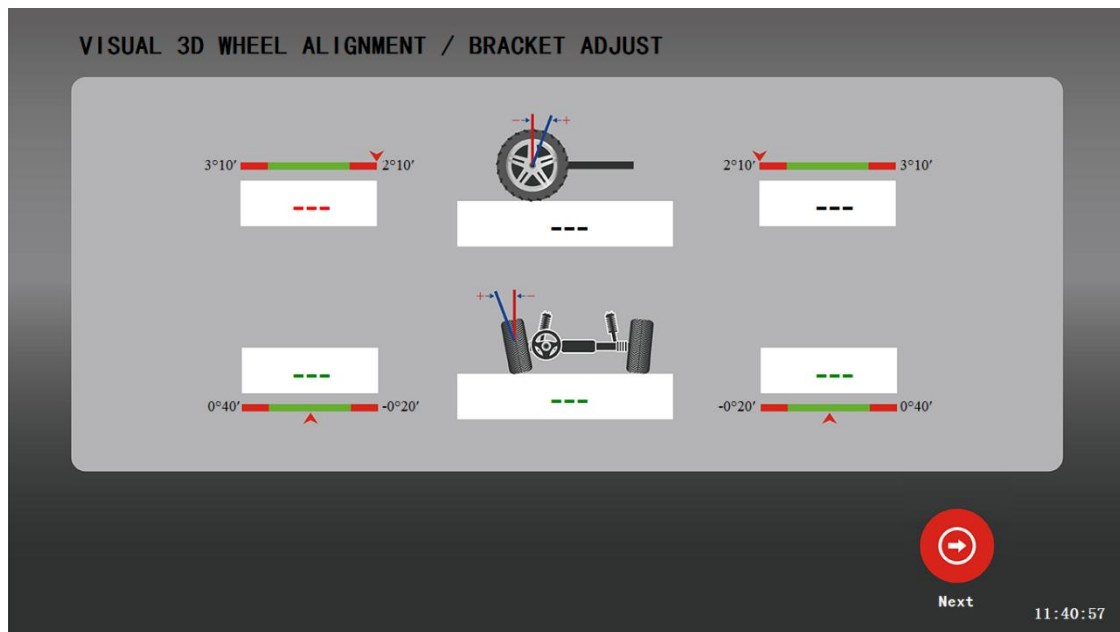 VISUAL 3D WHEEL ALIGNMENT / BRACKET ADJUST
- +
3°10′ 2°10′ 2°10′ 3°10′
--- --- ---
+ -
--- --- ---
0°40′ -0°20′ -0°20′ 0°40′
Next
11:40:57